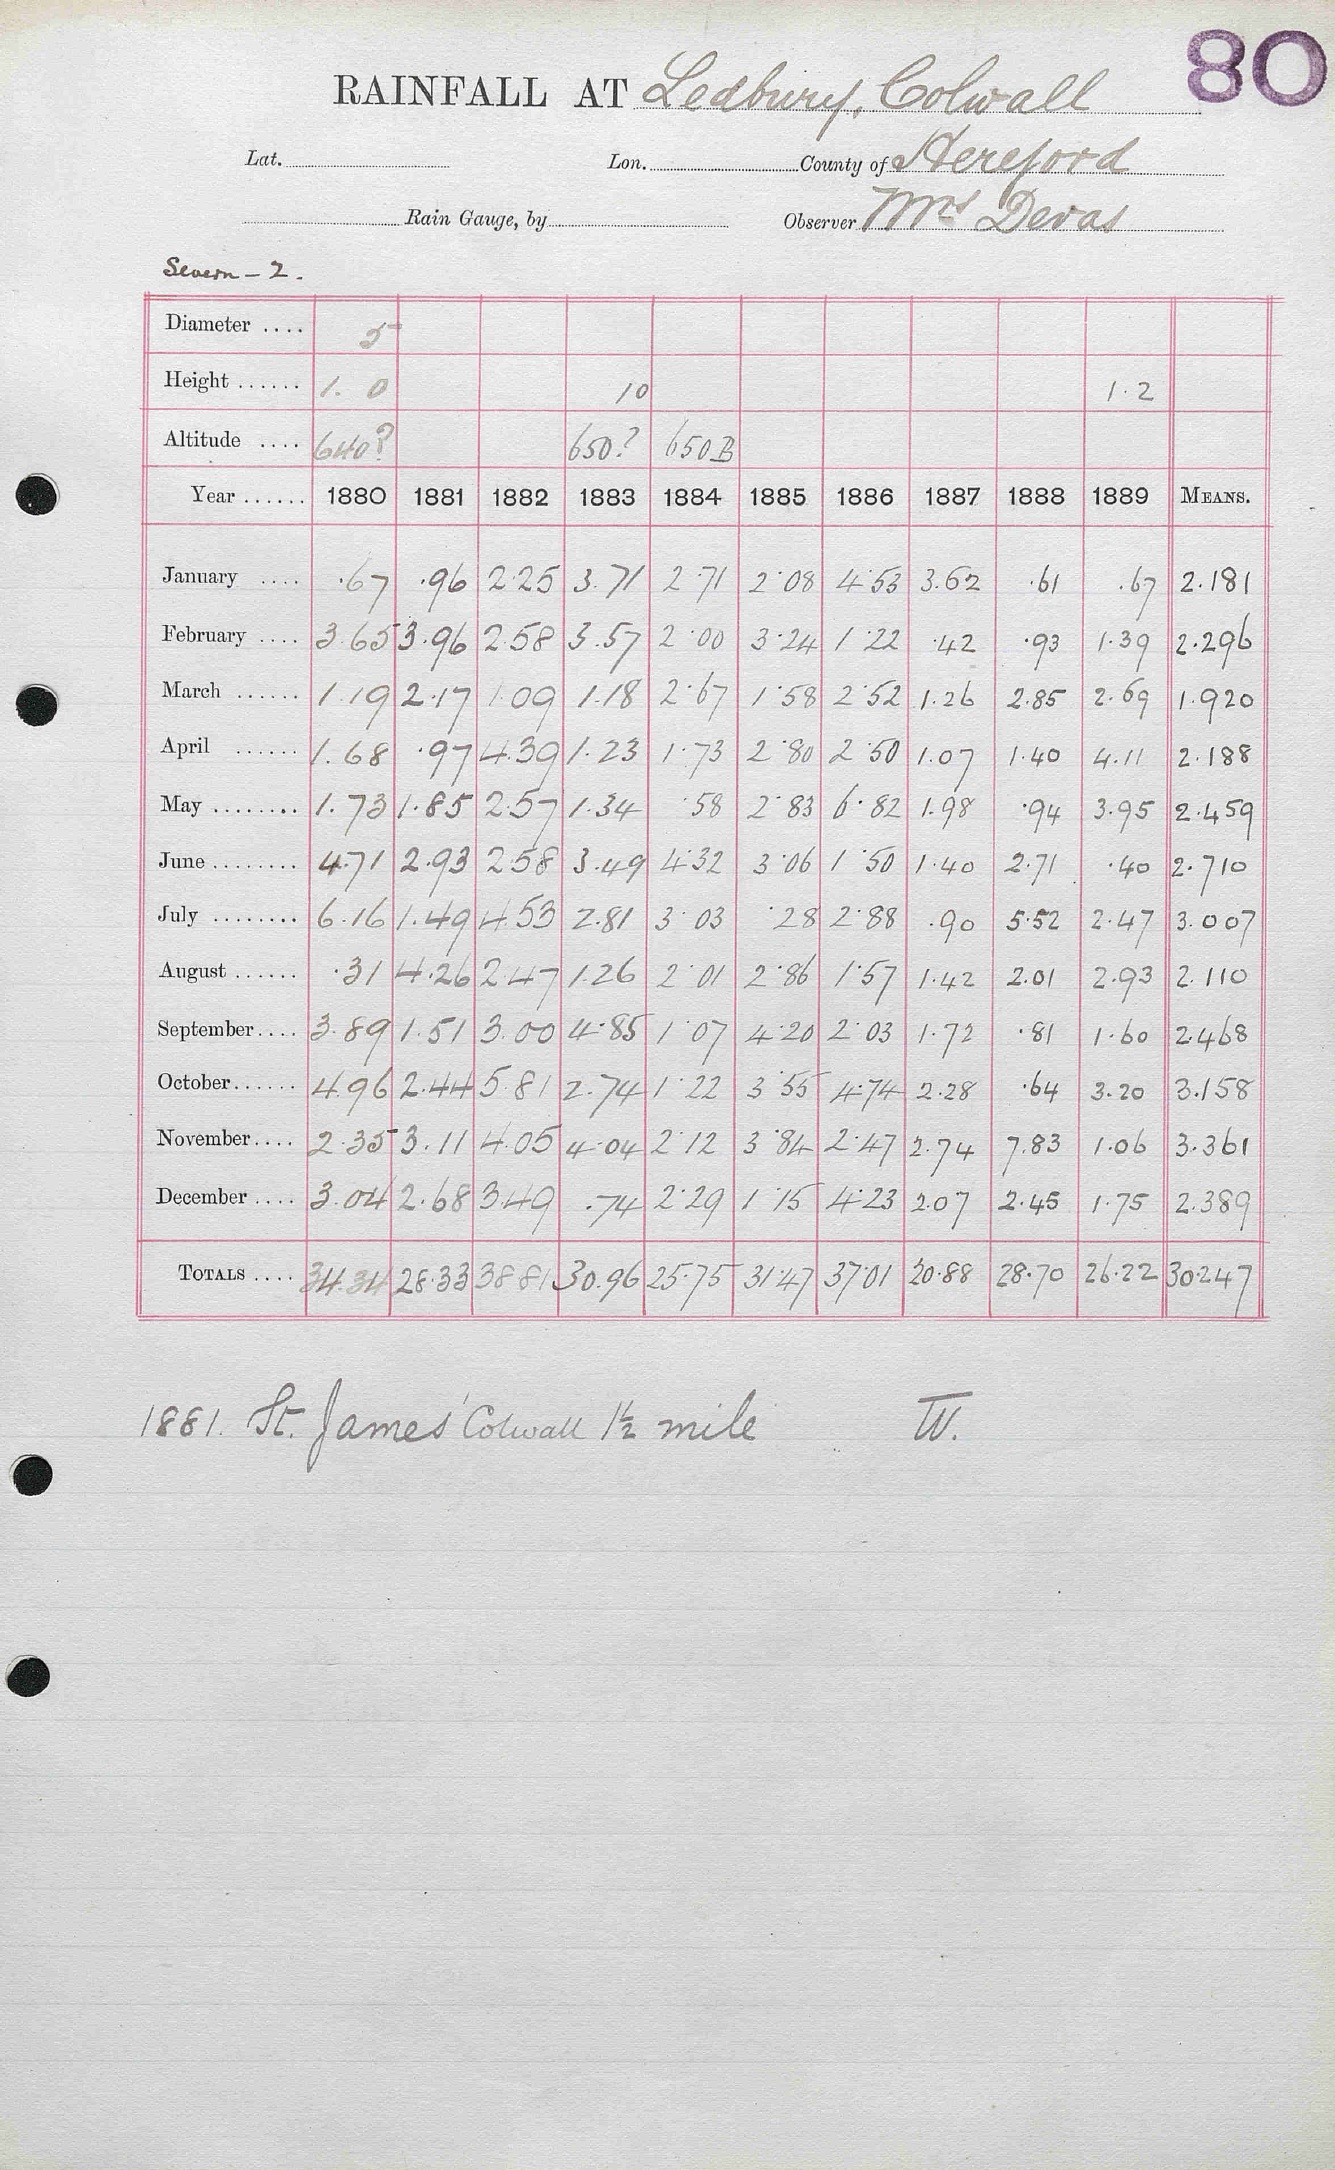 80
RAINFALL AT Ledbury, Colwall
Lat. Lon. County of Hereford
Rain Gauge, by Observer Mrs Devas
Severn - 2.
Diameter .... 5
Height ...... 1. 0 10 1.2
Altitude .... 640? 650? 650B
Year ...... 1880 1881 1882 1883 1884 1885 1886 1887 1888 1889 MEANS.
January .... .67 .96 2.25 3.71 2.71 2.08 4.53 3.62 .61 .67 2.181
February .... 3.65 3.96 2.58 3.57 2.00 3.24 1.22 .42 .93 1.39 2.296
March ...... 1.19 2.17 1.09 1.18 2.67 1.58 2.52 1.26 2.85 2.69 1.920
April ...... 1.68 .97 4.39 1.23 1.73 2.80 2.50 1.07 1.40 4.11 2.188
May ........ 1.73 1.85 2.57 1.34 .58 2.83 6.82 1.98 .94 3.95 2.459
June ........ 4.71 2.93 2.58 3.49 4.32 3.06 1.50 1.40 2.71 .40 2.710
July ........ 6.16 1.49 4.53 2.81 3.03 .28 2.88 .90 5.52 2.47 3.007
August ...... .31 4.26 2.47 1.26 2.01 2.86 1.57 1.42 2.01 2.93 2.110
September .... 3.89 1.51 3.00 4.85 1.07 4.20 2.03 1.72 .81 1.60 2.468
October ...... 4.96 2.44 5.81 2.74 1.22 3.55 4.74 2.28 .64 3.20 3.158
November .... 2.35 3.11 4.05 4.04 2.12 3.84 2.47 2.74 7.83 1.06 3.361
December .... 3.04 2.68 3.49 .74 2.29 1.15 4.23 2.07 2.45 1.75 2.389
TOTALS .... 34.34 28.33 38.81 30.96 25.75 31.47 37.01 20.88 28.70 26.22 30.247
1881. St. James' Colwall 1½ mile W.